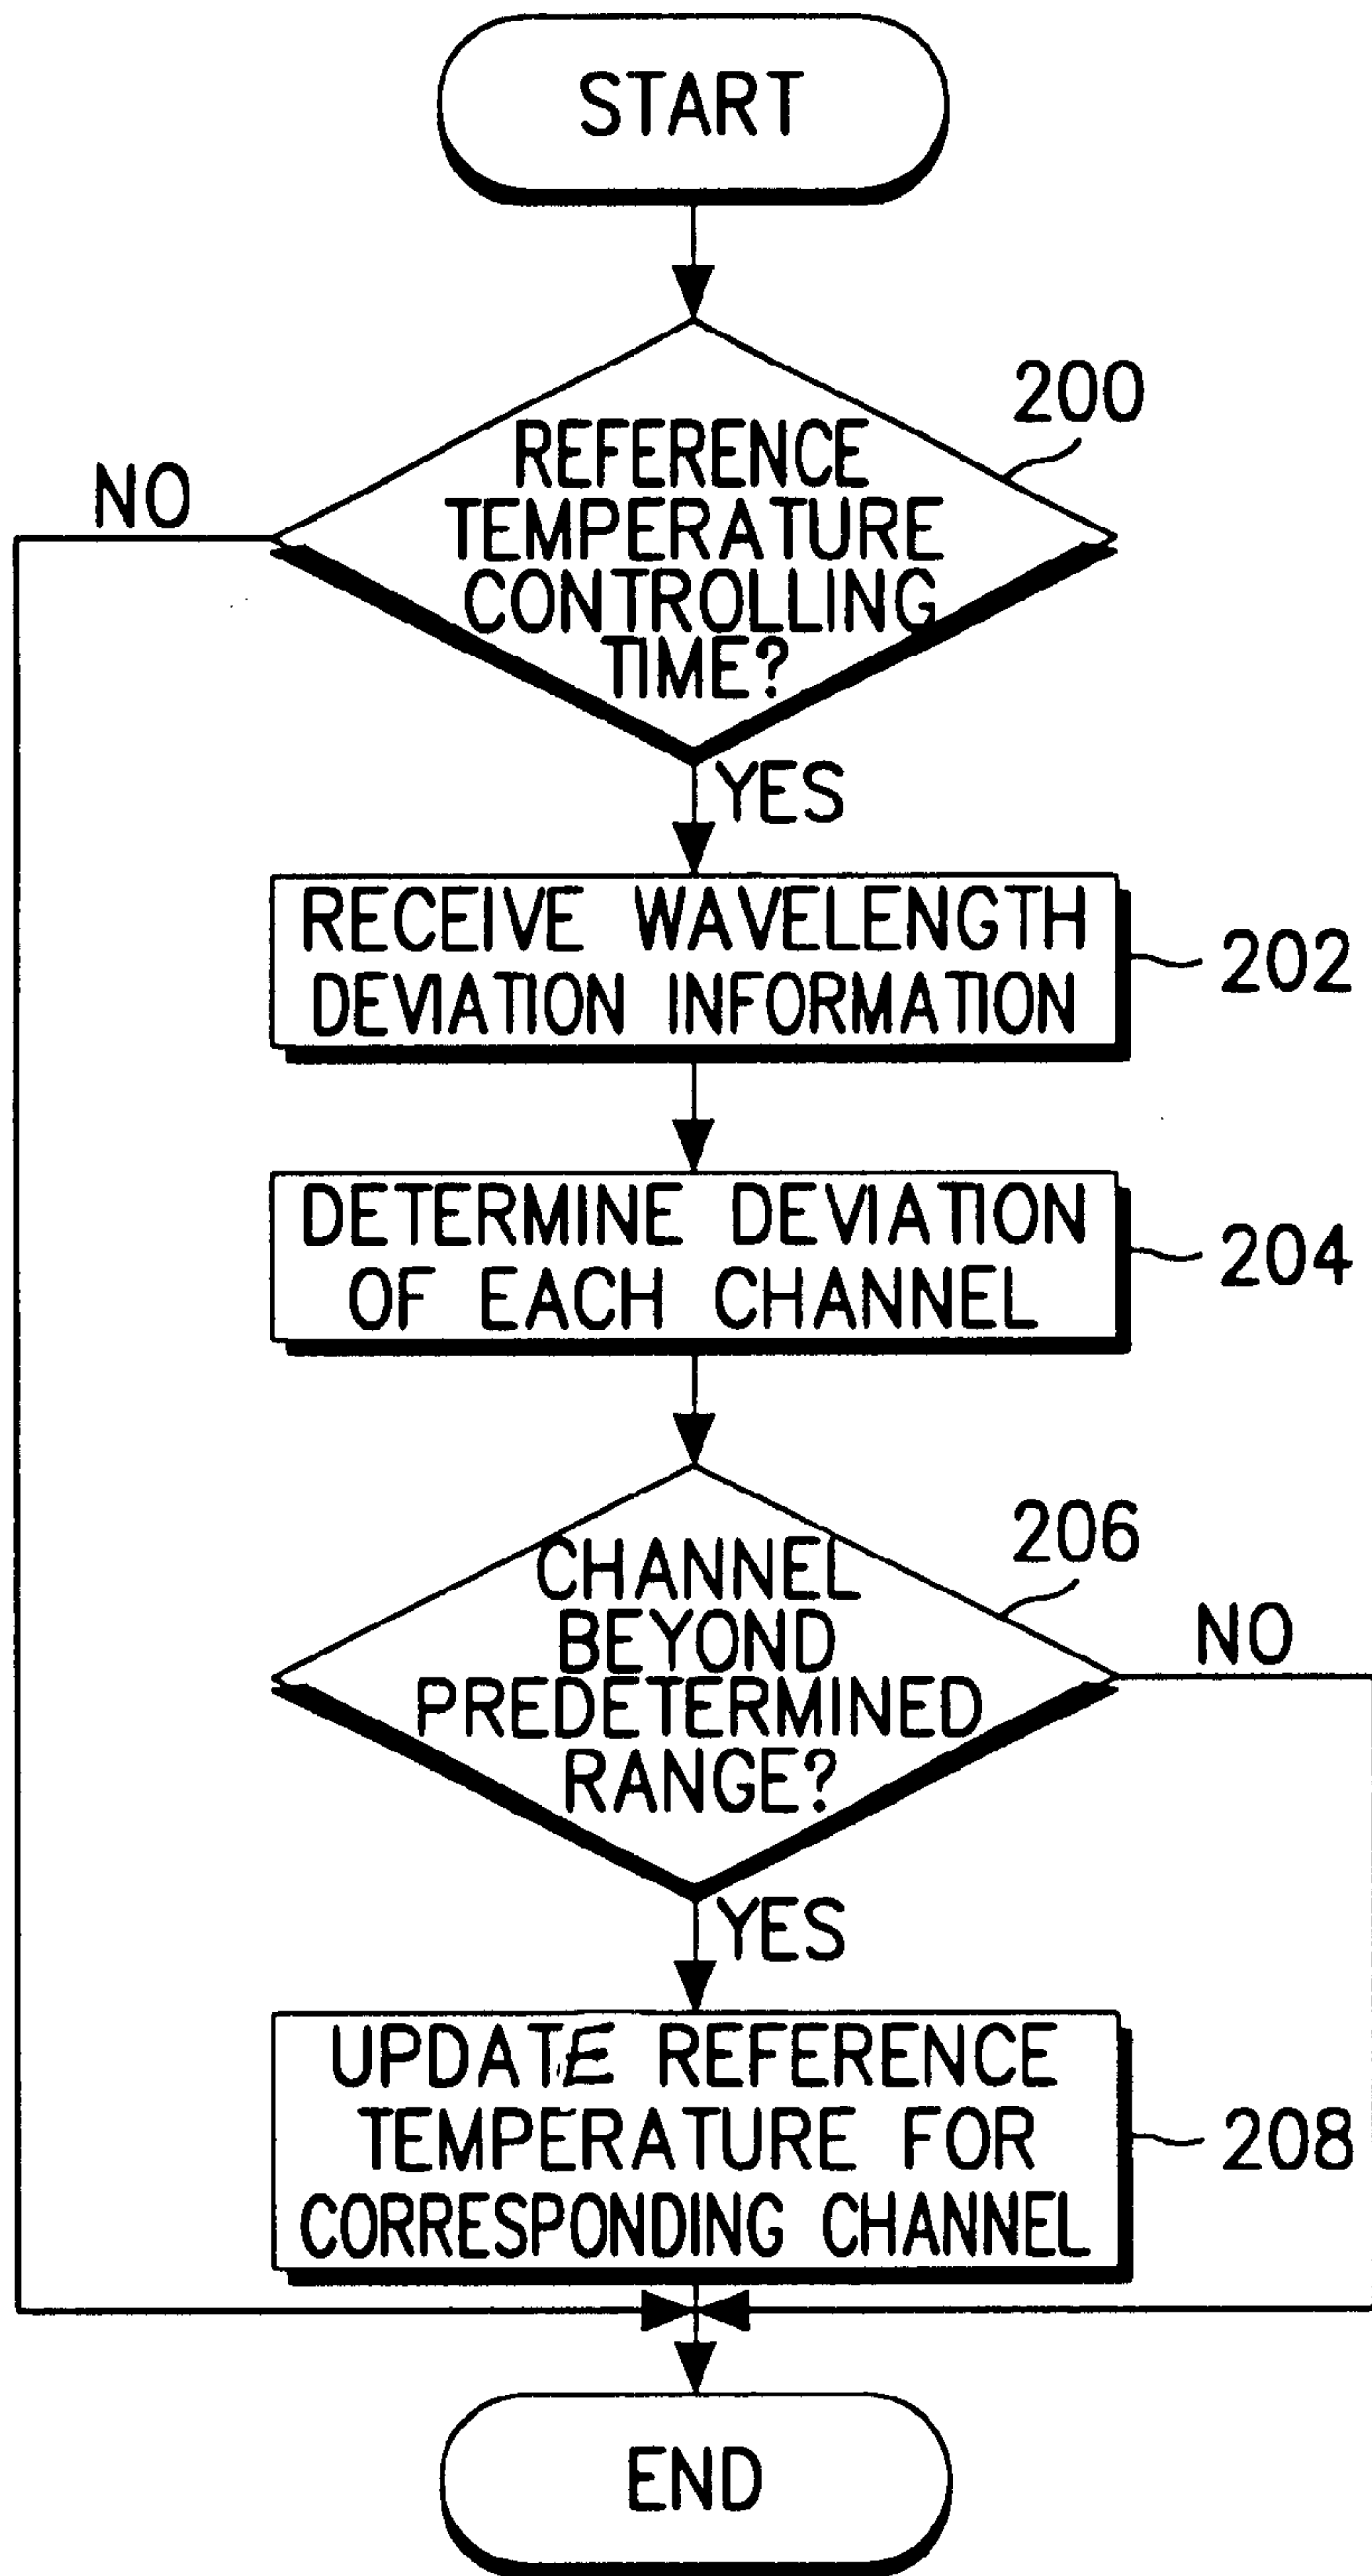 START
200
REFERENCE
TEMPERATURE
CONTROLLING
TIME?
NO
YES
RECEIVE WAVELENGTH
DEVIATION INFORMATION
202
DETERMINE DEVIATION
OF EACH CHANNEL
204
206
CHANNEL
BEYOND
PREDETERMINED
RANGE?
NO
YES
UPDATE REFERENCE
TEMPERATURE FOR
CORRESPONDING CHANNEL
208
END